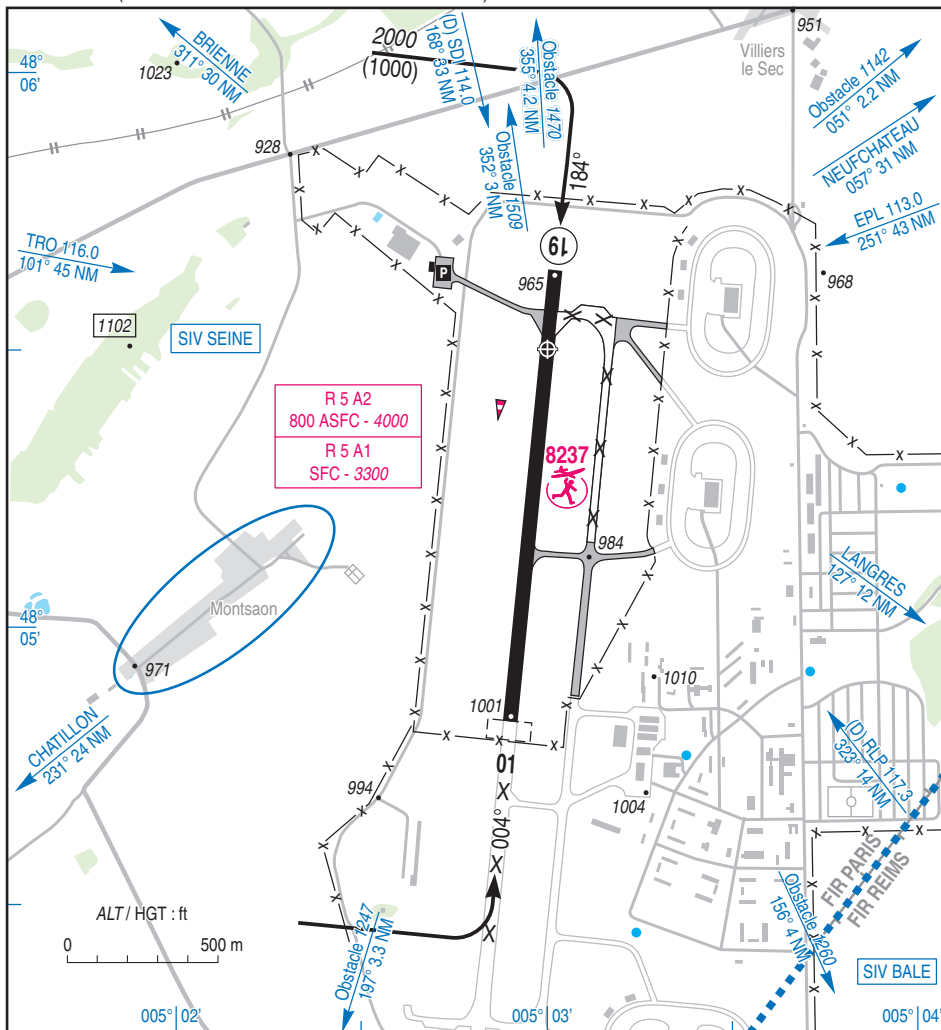 951
Villiers
le Sec
BRIENNE
311° 30 NM
48°
06'
1023
2000
(1000)
(D) SDI 114.0
168° 33 NM
Obstacle 1470
355° 4.2 NM
Obstacle 1142
051° 2.2 NM
NEUFCHATEAU
057° 31 NM
928
Obstacle 1509
352° 3 NM
184°
EPL 113.0
251° 43 NM
TRO 116.0
101° 45 NM
19
P
965
968
1102
SIV SEINE
R 5 A2
800 ASFC - 4000
R 5 A1
SFC - 3300
8237
984
LANGRES
127° 12 NM
48°
05'
Montsaon
971
1010
1001
CHATILLON
231° 24 NM
(D) RLP 117.3
323° 14 NM
01
X
994
1004
004°
X
FIR PARIS
FIR REIMS
ALT / HGT : ft
0 500 m
Obstacle 1247
197° 3.3 NM
X
Obstacle 1260
156° 4 NM
SIV BALE
005° 02'
005° 03'
005° 04'